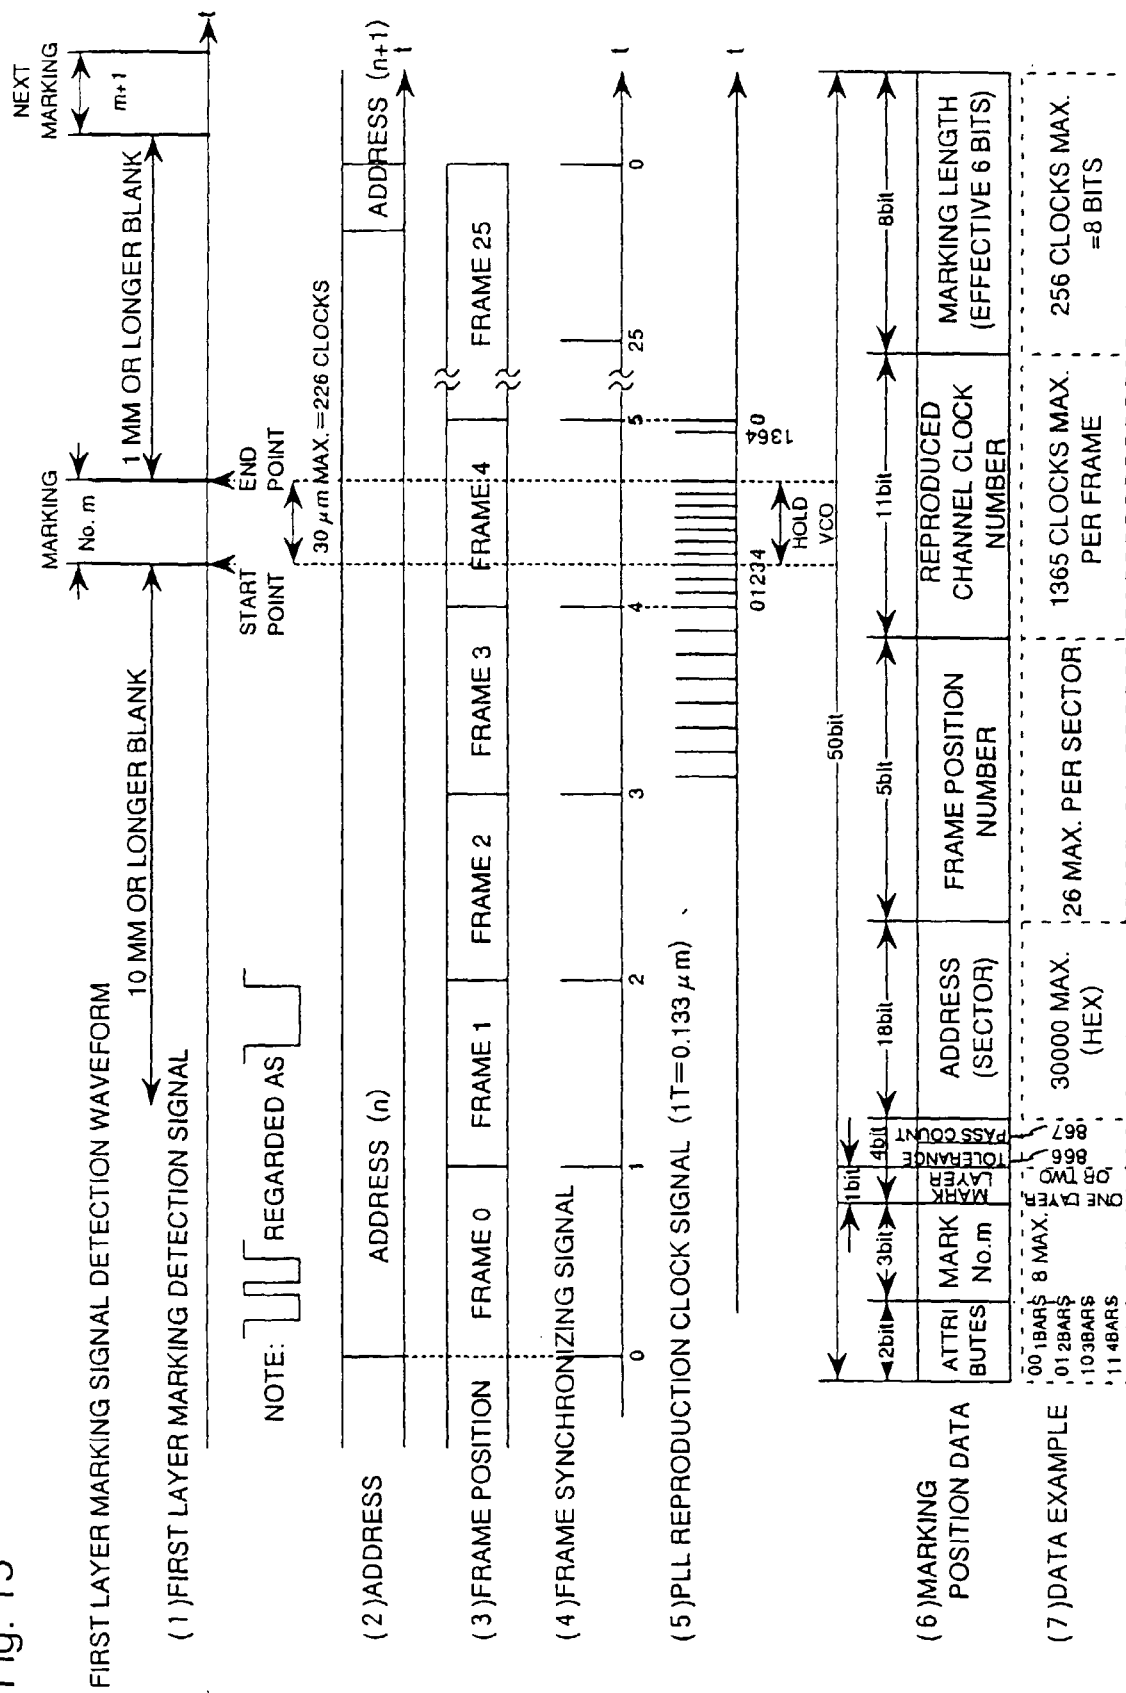 Fig. 15
FIRST LAYER MARKING SIGNAL DETECTION WAVEFORM
NEXT MARKING
m+1
MARKING
No. m
10 MM OR LONGER BLANK
1 MM OR LONGER BLANK
(1)FIRST LAYER MARKING DETECTION SIGNAL
t
START POINT
END POINT
NOTE:
REGARDED AS
30 μm MAX.=226 CLOCKS
(2)ADDRESS
ADDRESS (n)
ADDRESS (n+1)
t
(3)FRAME POSITION
FRAME 0
FRAME 1
FRAME 2
FRAME 3
FRAME 4
FRAME 25
(4)FRAME SYNCHRONIZING SIGNAL
0
1
2
3
4
5
25
0
t
(5)PLL REPRODUCTION CLOCK SIGNAL (1T=0.133 μm)
t
01234
1364
0
HOLD VCO
50bit
2bit
3bit
1bit
4bit
18bit
5bit
11bit
8bit
(6)MARKING POSITION DATA
ATTRI BUTES
MARK No.m
MARK LAYER
TOLERANCE
PASS COUNT
ADDRESS (SECTOR)
FRAME POSITION NUMBER
REPRODUCED CHANNEL CLOCK NUMBER
MARKING LENGTH (EFFECTIVE 6 BITS)
(7)DATA EXAMPLE
00 1BARS
01 2BARS
10 3BARS
11 4BARS
8 MAX.
ONE LAYER, OR TWO
866
867
30000 MAX. (HEX)
26 MAX. PER SECTOR
1365 CLOCKS MAX. PER FRAME
256 CLOCKS MAX. =8 BITS